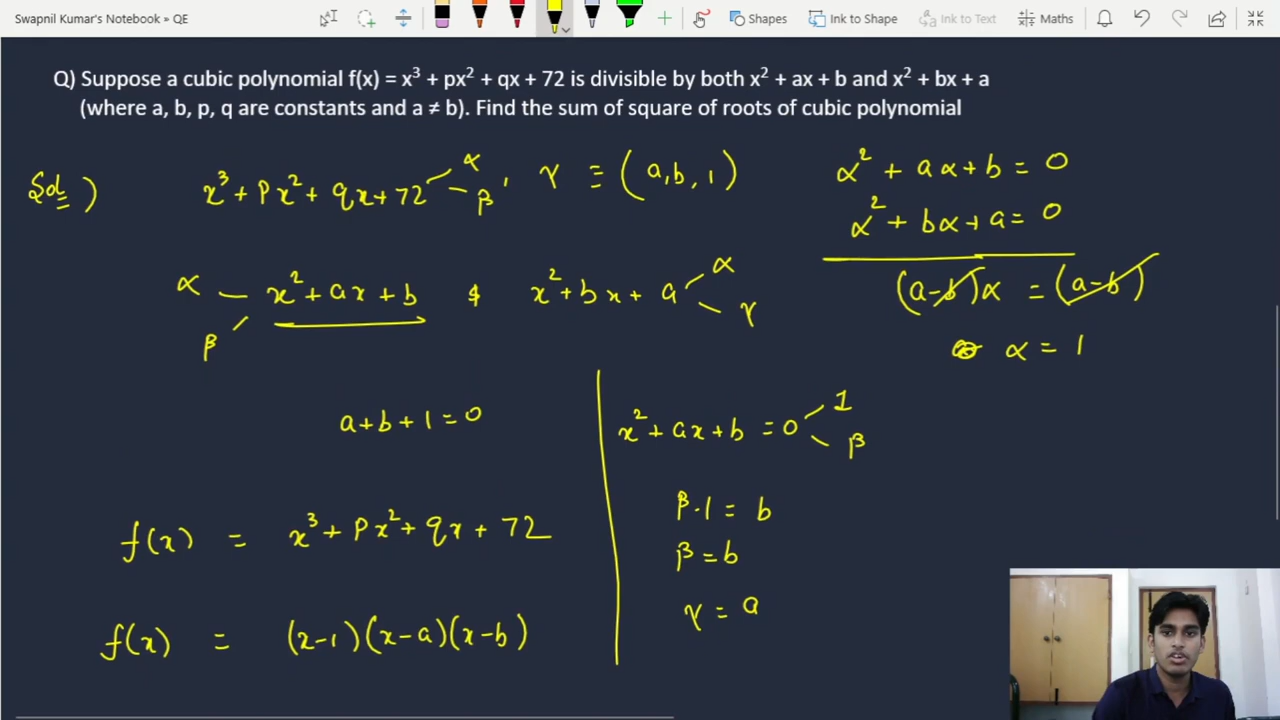 Swapnil Kumar's Notebook » QE
Shapes
Ink to Shape
Ink to Text
Maths
Q) Suppose a cubic polynomial f(x) = x³ + px² + qx + 72 is divisible by both x² + ax + b and x² + bx + a
(where a, b, p, q are constants and a ≠ b). Find the sum of square of roots of cubic polynomial
Sol )
x³ + px² + qx + 72 α β , γ ≡ (a, b, 1)
α β x² + ax + b & x² + bx + a α γ
α² + aα + b = 0
α² + bα + a = 0
(a-b)α = (a-b)
α = 1
a + b + 1 = 0
f(x) = x³ + px² + qx + 72
f(x) = (x-1)(x-a)(x-b)
x² + ax + b = 0 1 β
β·1 = b
β = b
γ = a